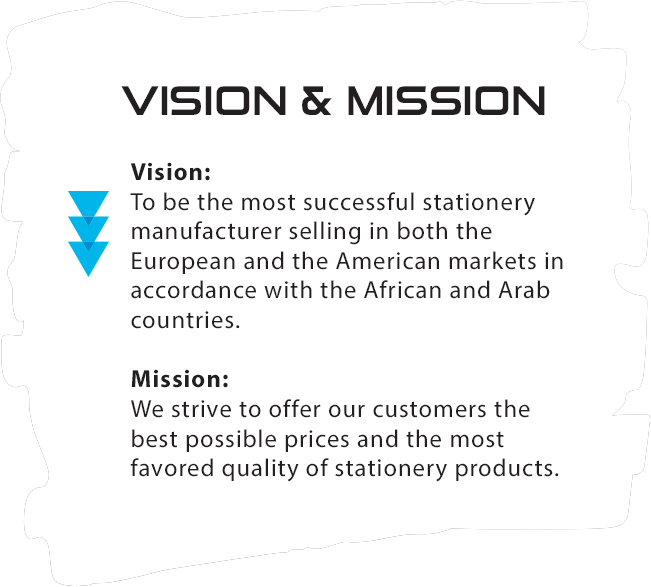 VISION & MISSION
Vision:
To be the most successful stationery
manufacturer selling in both the
European and the American markets in
accordance with the African and Arab
countries.
Mission:
We strive to offer our customers the
best possible prices and the most
favored quality of stationery products.